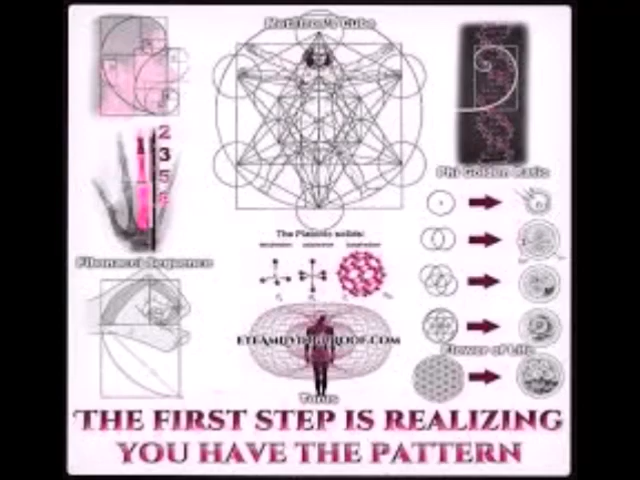 Metatron's Cube
2
3
5
8
Phi Golden Ratio
The Platonic solids
Fibonacci Sequence
Flower of Life
Torus
THE FIRST STEP IS REALIZING
YOU HAVE THE PATTERN